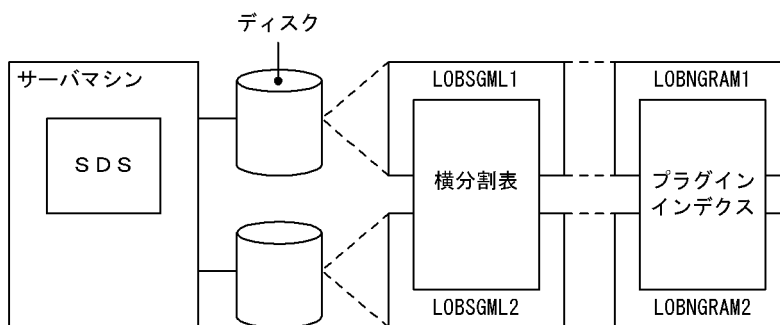 ディスク
サーバマシン
LOBSGML1
LOBNGRAM1
SDS
横分割表
プラグイン
インデクス
LOBSGML2
LOBNGRAM2